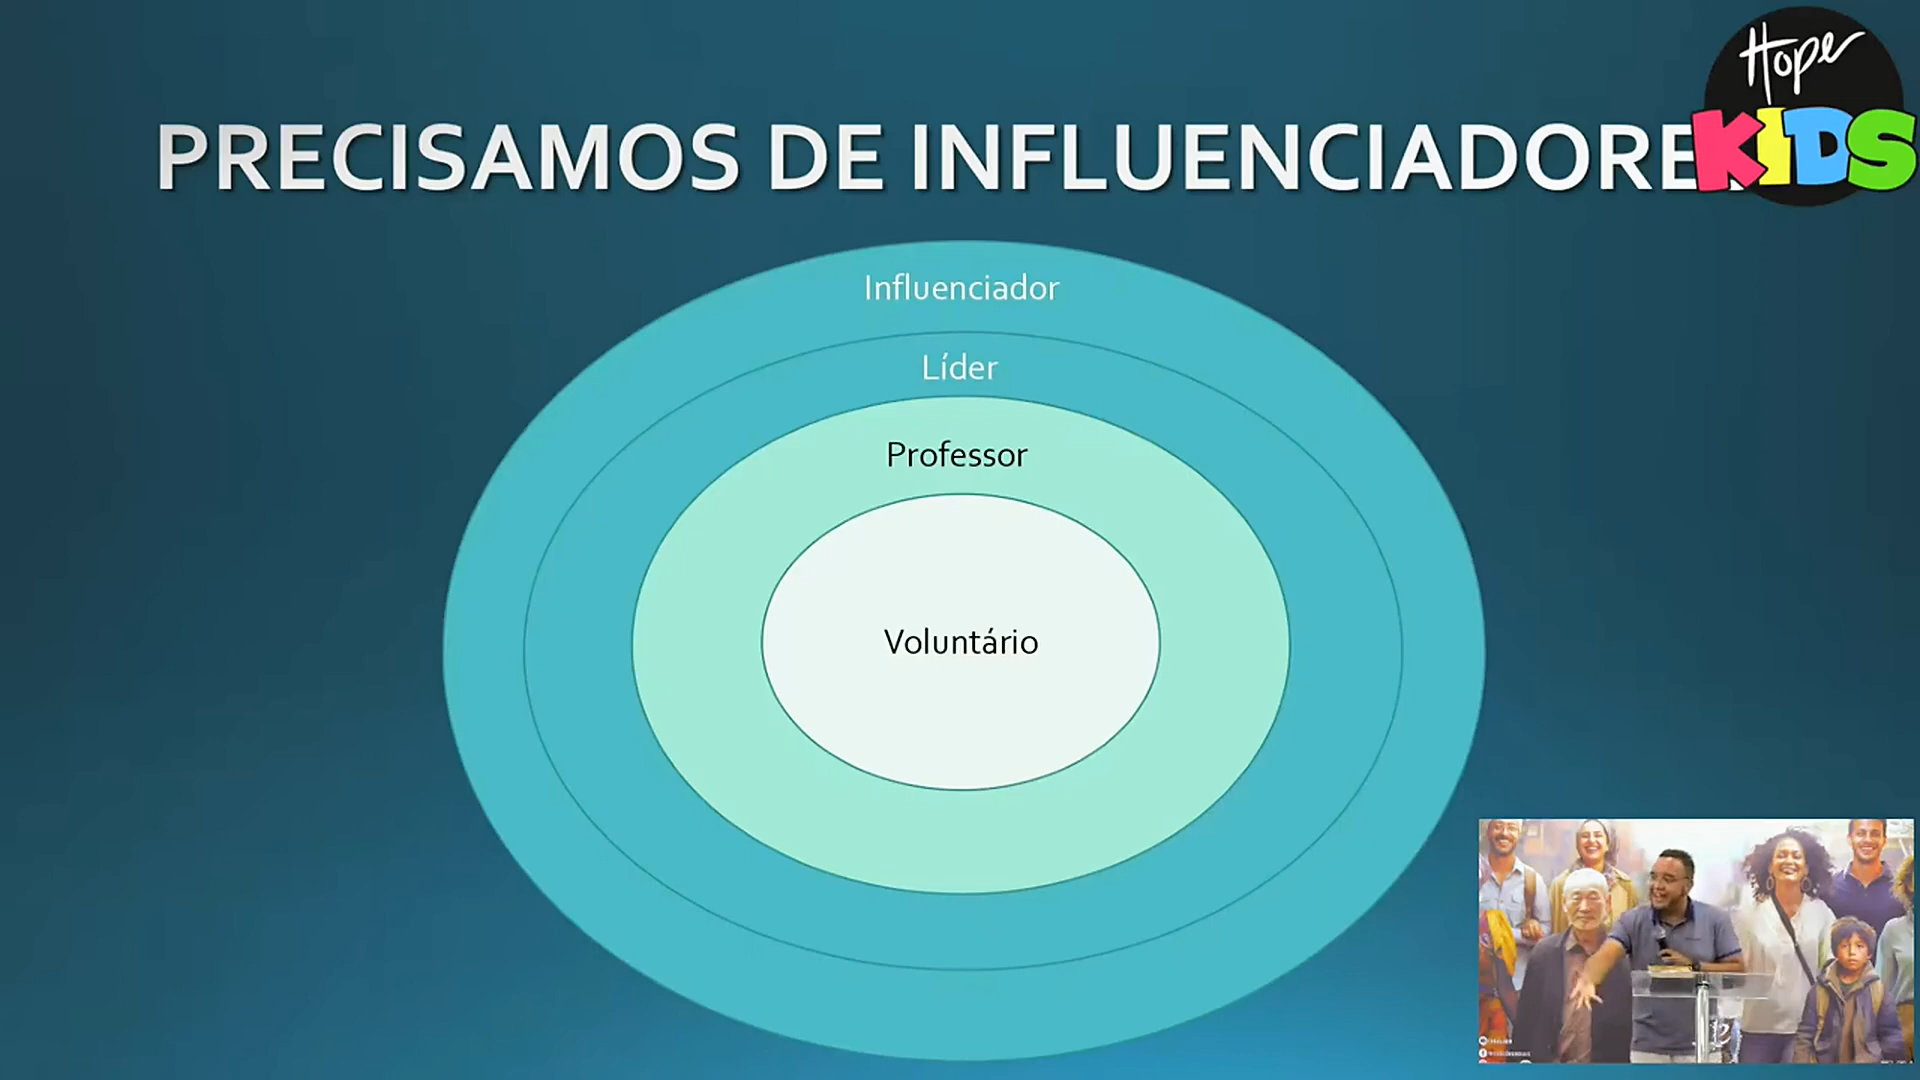 Hope
KIDS
PRECISAMOS DE INFLUENCIADORE
Influenciador
Líder
Professor
Voluntário